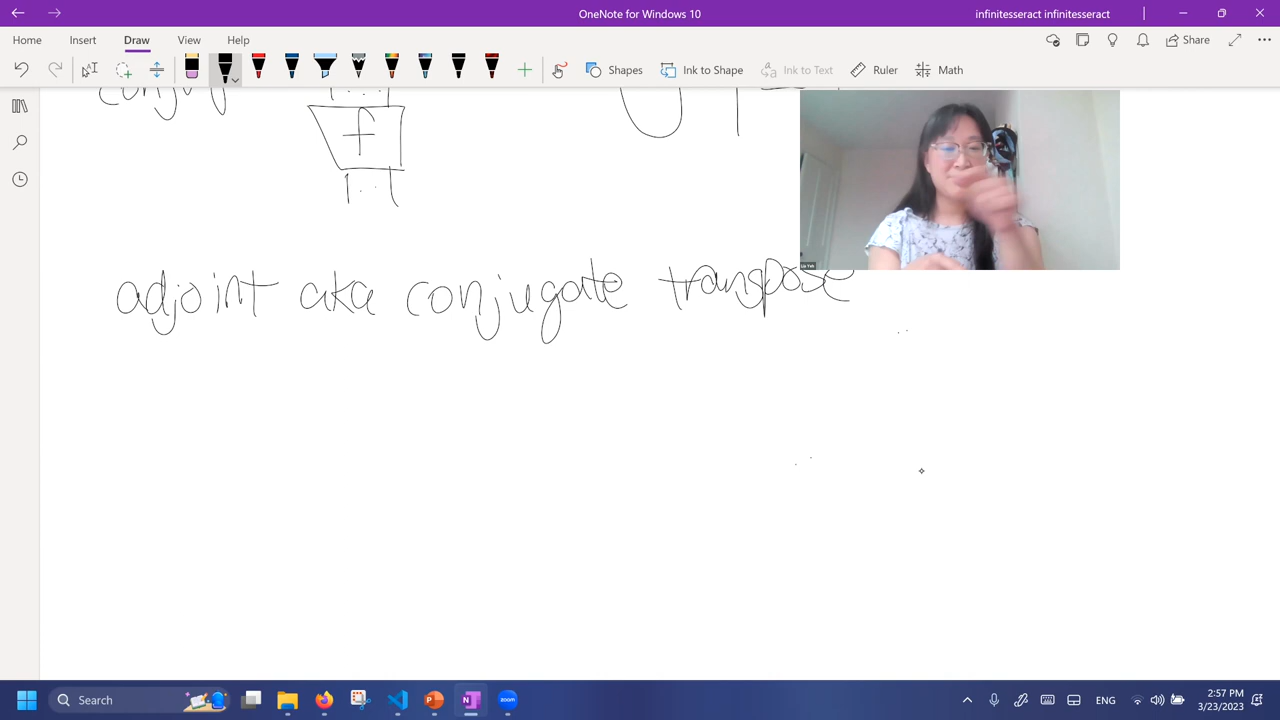 OneNote for Windows 10
infinitesseract infinitesseract
Home Insert Draw View Help
Share
Shapes Ink to Shape Ink to Text Ruler Math
f
adjoint aka conjugate transpose
Search
zoom
ENG
2:57 PM
3/23/2023